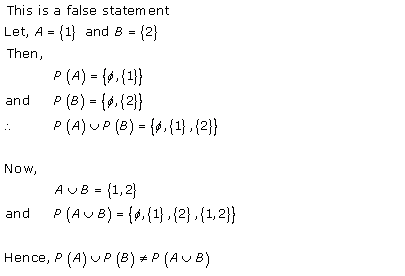 This is a false statement
Let, A = {1} and B = {2}
Then,
P (A) = {ϕ, {1}}
and P (B) = {ϕ, {2}}
∴ P (A) ∪ P (B) = {ϕ, {1} , {2}}
Now,
A ∪ B = {1, 2}
and P (A ∪ B) = {ϕ, {1} , {2} , {1, 2}}
Hence, P (A) ∪ P (B) ≠ P (A ∪ B)